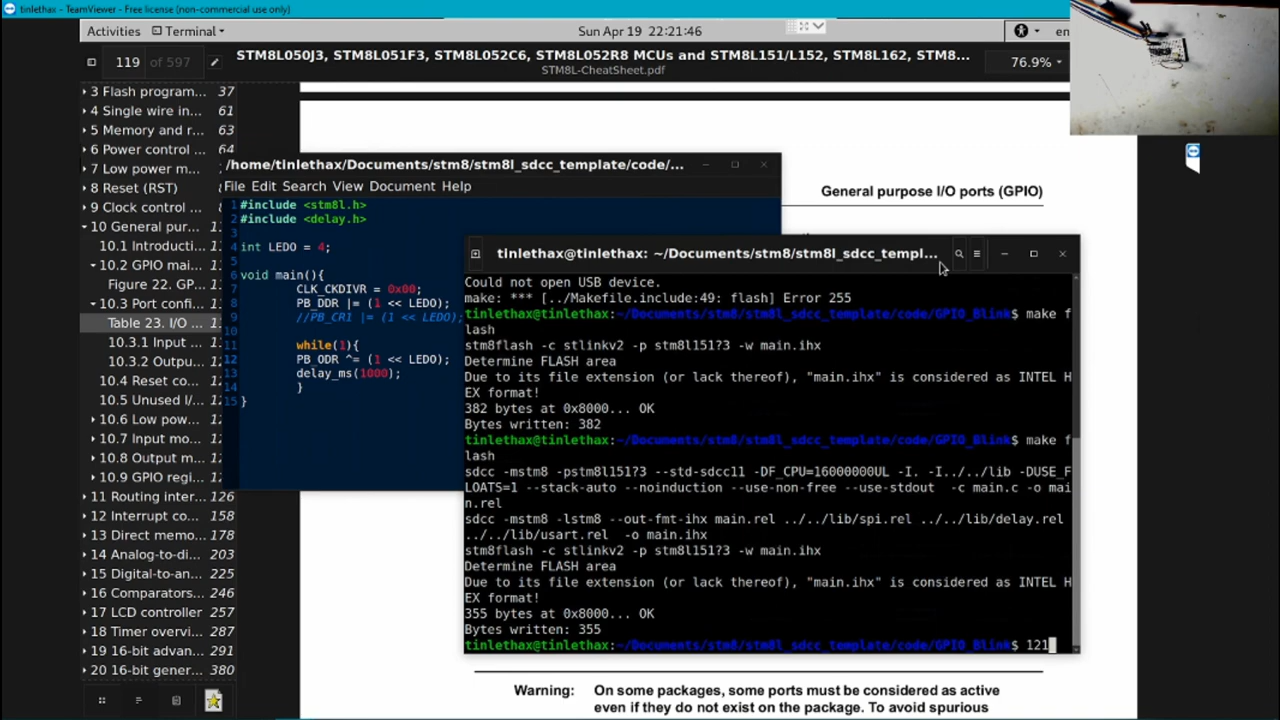 tinlethax - TeamViewer - Free license (non-commercial use only)
Activities Terminal Sun Apr 19 22:21:46 en
119 of 597 STM8L050J3, STM8L051F3, STM8L052C6, STM8L052R8 MCUs and STM8L151/L152, STM8L162, STM8... 76.9%
STM8L-CheatSheet.pdf
3 Flash program... 37
4 Single wire in... 61
5 Memory and r... 63
6 Power control ... 64
7 Low power m...
8 Reset (RST)
9 Clock control ...
10 General pur...
10.1 Introducti...
10.2 GPIO mai...
Figure 22. GP...
10.3 Port confi...
Table 23. I/O ...
10.3.1 Input ...
10.3.2 Outpu...
10.4 Reset co...
10.5 Unused I/...
10.6 Low pow...
10.7 Input mo...
10.8 Output m...
10.9 GPIO regi...
11 Routing inter... 126
12 Interrupt co... 158
13 Direct memo... 178
14 Analog-to-di... 203
15 Digital-to-an... 225
16 Comparators... 246
17 LCD controller 257
18 Timer overvi... 287
19 16-bit advan... 291
20 16-bit gener... 380
General purpose I/O ports (GPIO)
/home/tinlethax/Documents/stm8/stm8l_sdcc_template/code/...
File Edit Search View Document Help
1 #include <stm8l.h>
2 #include <delay.h>
4 int LEDO = 4;
5
6 void main(){
7 CLK_CKDIVR = 0x00;
8 PB_DDR |= (1 << LEDO);
9 //PB_CR1 |= (1 << LEDO);
10
11 while(1){
12 PB_ODR ^= (1 << LEDO);
13 delay_ms(1000);
14 }
15 }
tinlethax@tinlethax: ~/Documents/stm8/stm8l_sdcc_templ...
Could not open USB device.
make: *** [../Makefile.include:49: flash] Error 255
tinlethax@tinlethax:~/Documents/stm8/stm8l_sdcc_template/code/GPIO_Blink$ make f
lash
stm8flash -c stlinkv2 -p stm8l151?3 -w main.ihx
Determine FLASH area
Due to its file extension (or lack thereof), "main.ihx" is considered as INTEL H
EX format!
382 bytes at 0x8000... OK
Bytes written: 382
tinlethax@tinlethax:~/Documents/stm8/stm8l_sdcc_template/code/GPIO_Blink$ make f
lash
sdcc -mstm8 -pstm8l151?3 --std-sdcc11 -DF_CPU=16000000UL -I. -I../../lib -DUSE_F
LOATS=1 --stack-auto --noinduction --use-non-free --use-stdout -c main.c -o mai
n.rel
sdcc -mstm8 -lstm8 --out-fmt-ihx main.rel ../../lib/spi.rel ../../lib/delay.rel
../../lib/usart.rel -o main.ihx
stm8flash -c stlinkv2 -p stm8l151?3 -w main.ihx
Determine FLASH area
Due to its file extension (or lack thereof), "main.ihx" is considered as INTEL H
EX format!
355 bytes at 0x8000... OK
Bytes written: 355
tinlethax@tinlethax:~/Documents/stm8/stm8l_sdcc_template/code/GPIO_Blink$ 121
Warning: On some packages, some ports must be considered as active
even if they do not exist on the package. To avoid spurious